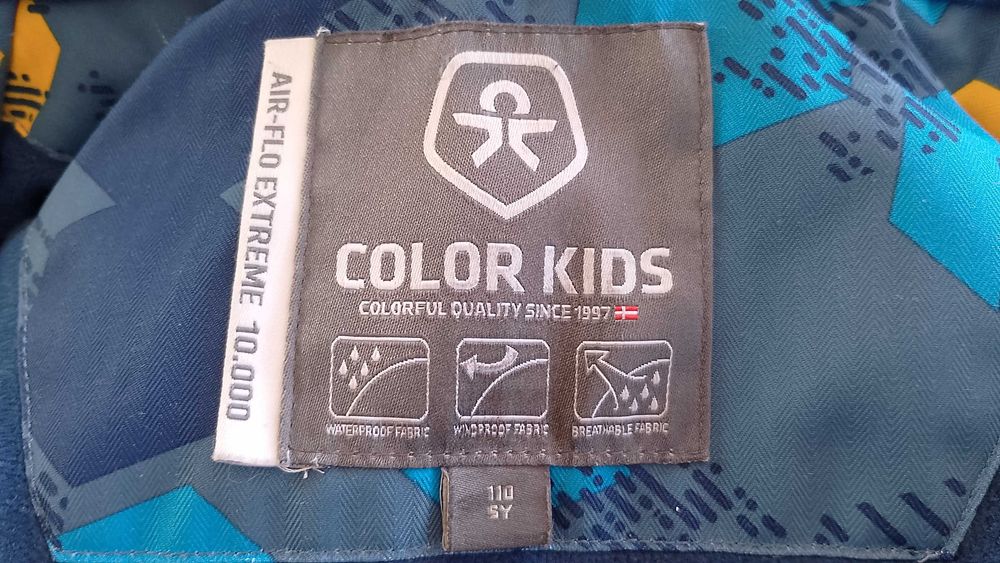 AIR-FLO EXTREME 10.000
COLOR KIDS
COLORFUL QUALITY SINCE 1997
WATERPROOF FABRIC
WINDPROOF FABRIC
BREATHABLE FABRIC
110
5Y